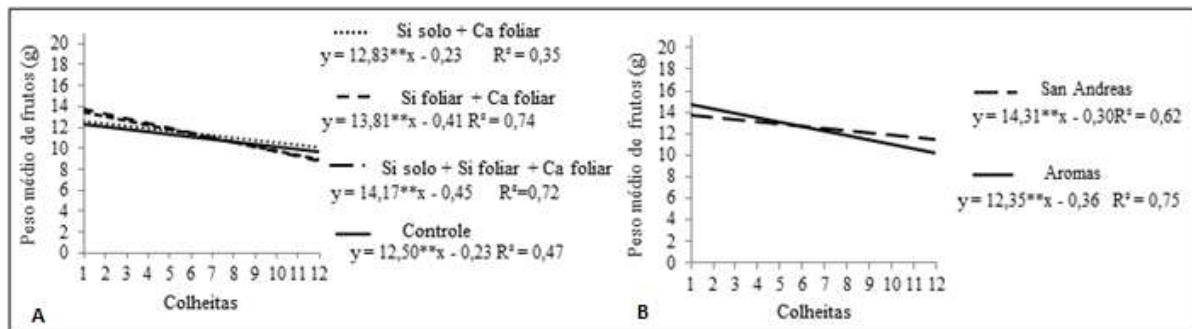 Peso médio de frutos (g)
20
18
16
14
12
10
8
6
4
2
0
1 2 3 4 5 6 7 8 9 10 11 12
Colheitas
A
Si solo + Ca foliar
y = 12,83**x - 0,23 R² = 0,35
Si foliar + Ca foliar
y = 13,81**x - 0,41 R² = 0,74
Si solo + Si foliar + Ca foliar
y = 14,17**x - 0,45 R²=0,72
Controle
y = 12,50**x - 0,23 R² = 0,47
Peso médio de frutos (g)
20
18
16
14
12
10
8
6
4
2
0
1 2 3 4 5 6 7 8 9 10 11 12
Colheitas
B
San Andreas
y = 14,31**x - 0,30R² = 0,62
Aromas
y = 12,35**x - 0,36 R² = 0,75